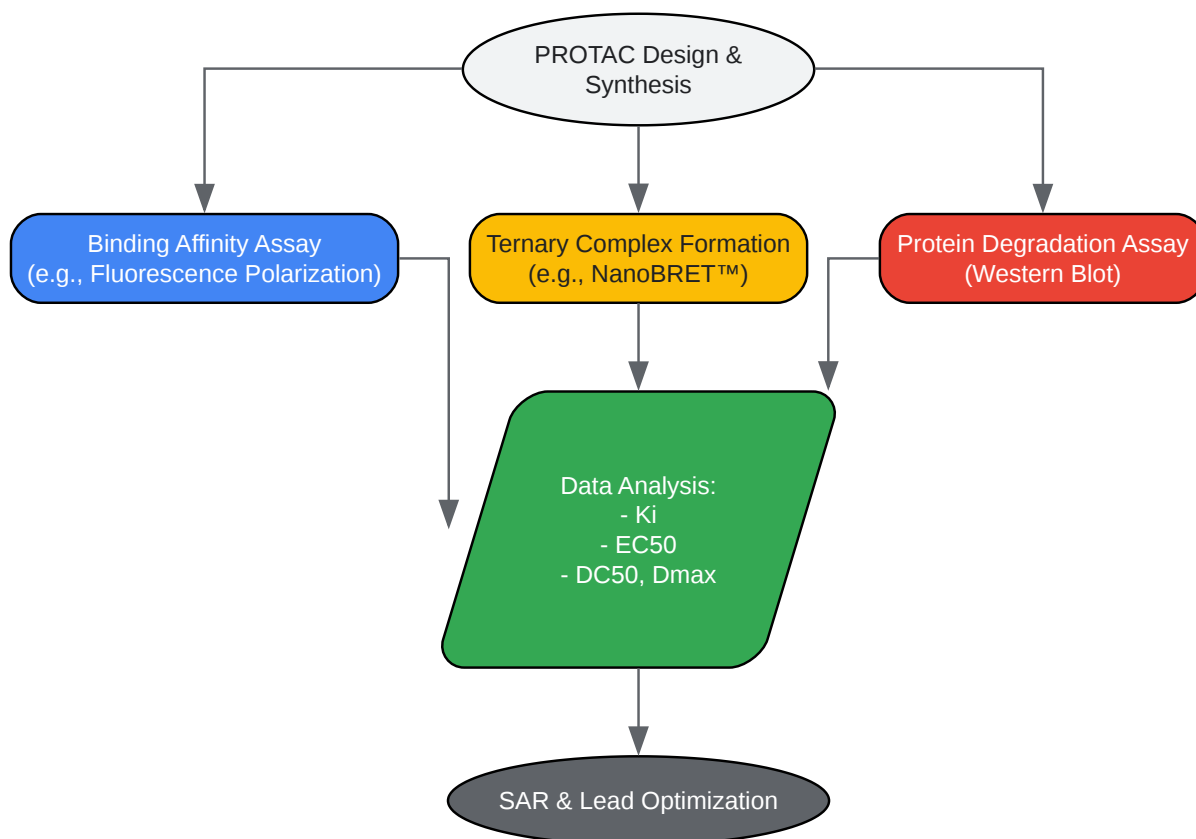 PROTAC Design &
Synthesis
Binding Affinity Assay
(e.g., Fluorescence Polarization)
Ternary Complex Formation
(e.g., NanoBRET™)
Protein Degradation Assay
(Western Blot)
Data Analysis:
- Ki
- EC50
- DC50, Dmax
SAR & Lead Optimization